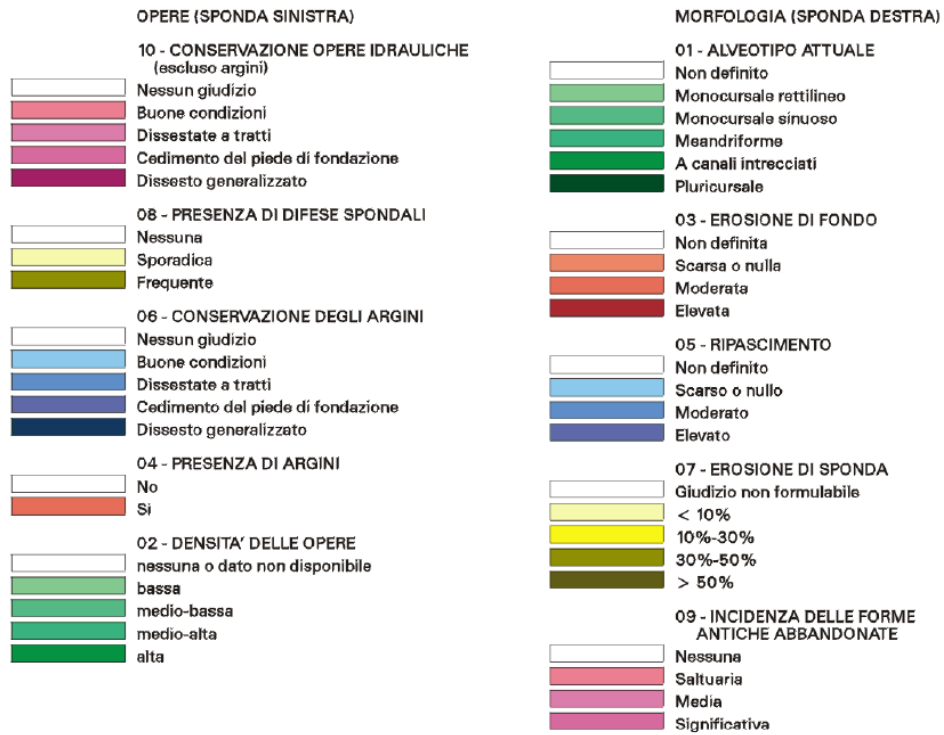 OPERE (SPONDA SINISTRA)
10 - CONSERVAZIONE OPERE IDRAULICHE
(escluso argini)
Nessun giudizio
Buone condizioni
Dissestate a tratti
Cedimento del piede di fondazione
Dissesto generalizzato
08 - PRESENZA DI DIFESE SPONDALI
Nessuna
Sporadica
Frequente
06 - CONSERVAZIONE DEGLI ARGINI
Nessun giudizio
Buone condizioni
Dissestate a tratti
Cedimento del piede di fondazione
Dissesto generalizzato
04 - PRESENZA DI ARGINI
No
Si
02 - DENSITA' DELLE OPERE
nessuna o dato non disponibile
bassa
medio-bassa
medio-alta
alta
MORFOLOGIA (SPONDA DESTRA)
01 - ALVEOTIPO ATTUALE
Non definito
Monocursale rettilineo
Monocursale sinuoso
Meandriforme
A canali intrecciati
Pluricursale
03 - EROSIONE DI FONDO
Non definita
Scarsa o nulla
Moderata
Elevata
05 - RIPASCIMENTO
Non definito
Scarso o nullo
Moderato
Elevato
07 - EROSIONE DI SPONDA
Giudizio non formulabile
< 10%
10%-30%
30%-50%
> 50%
09 - INCIDENZA DELLE FORME
ANTICHE ABBANDONATE
Nessuna
Saltuaria
Media
Significativa